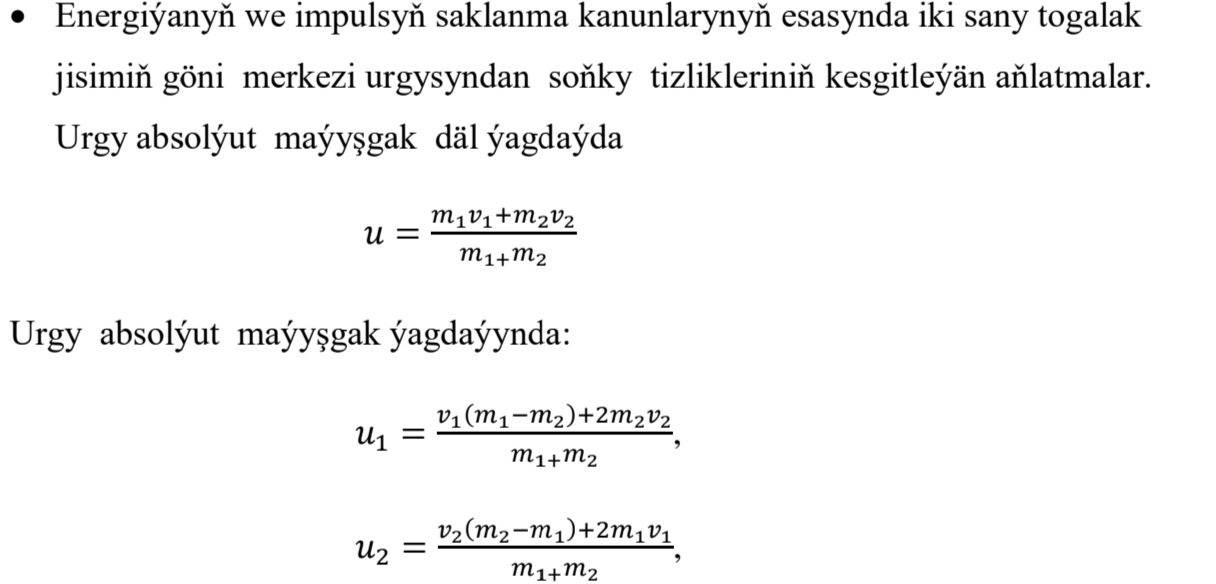 • Energiýanyň we impulsyň saklanma kanunlarynyň esasynda iki sany togalak
jisimiň göni merkezi urgysyndan soňky tizlikleriniň kesgitleýän aňlatmalar.
Urgy absolýut maýyşgak däl ýagdaýda
u = \frac{m_1v_1+m_2v_2}{m_{1+}m_2}
Urgy absolýut maýyşgak ýagdaýynda:
u_1 = \frac{v_1(m_1-m_2)+2m_2v_2}{m_{1+}m_2},
u_2 = \frac{v_2(m_2-m_1)+2m_1v_1}{m_{1+}m_2},